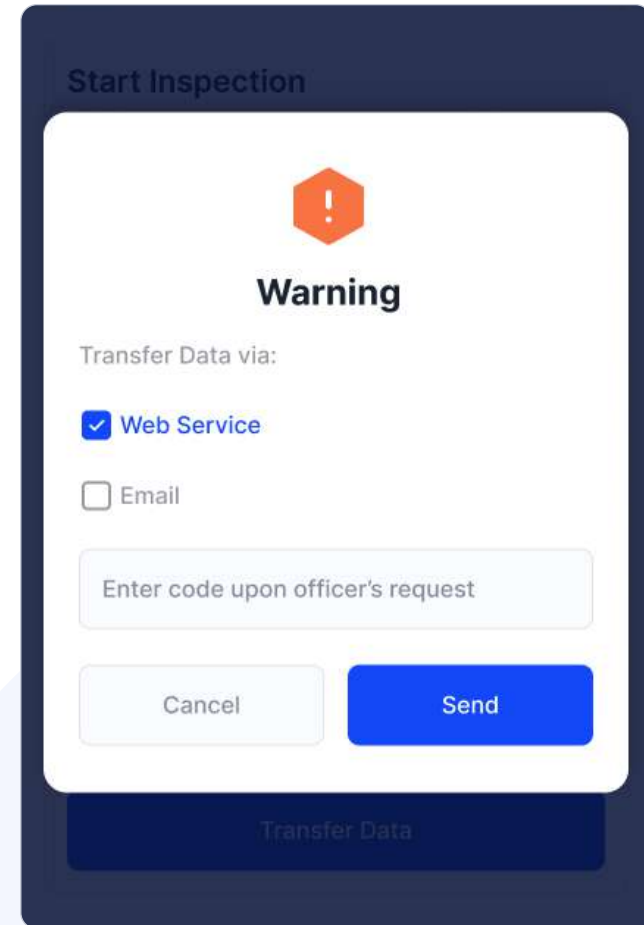 Start Inspection
Warning
Transfer Data via:
Web Service
Email
Enter code upon officer’s request
Cancel
Send
Transfer Data